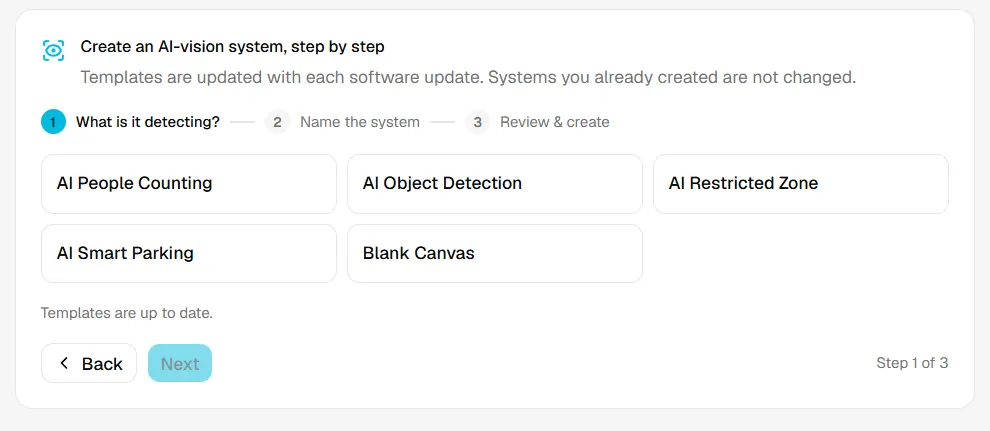 Create an AI-vision system, step by step
Templates are updated with each software update. Systems you already created are not changed.
1 What is it detecting? 2 Name the system 3 Review & create
AI People Counting AI Object Detection AI Restricted Zone
AI Smart Parking Blank Canvas
Templates are up to date.
Back Next Step 1 of 3